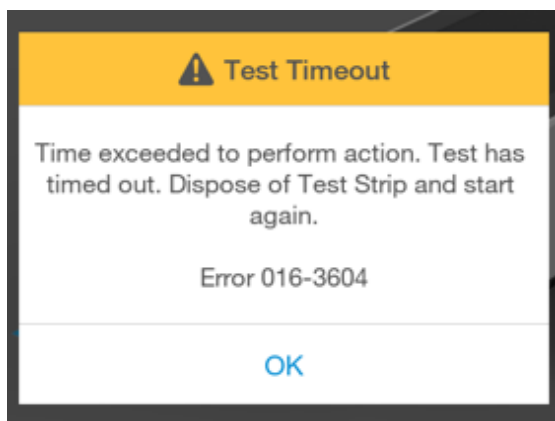 Test Timeout
Time exceeded to perform action. Test has
timed out. Dispose of Test Strip and start
again.
Error 016-3604
OK